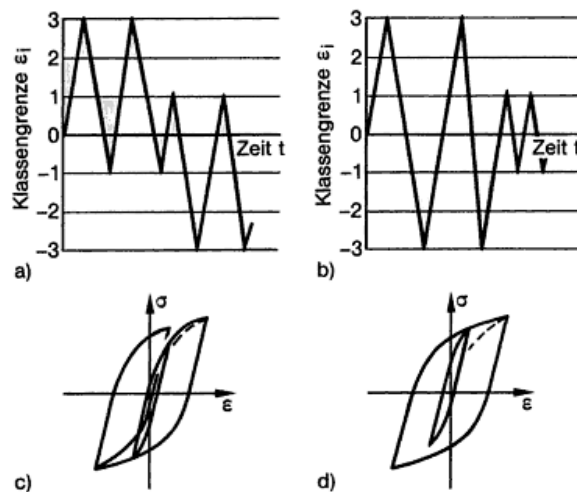 Klassengrenze εi
3
2
1
0
-1
-2
-3
Zeit t
a)
Klassengrenze εi
3
2
1
0
-1
-2
-3
Zeit t
b)
σ
ε
c)
σ
ε
d)